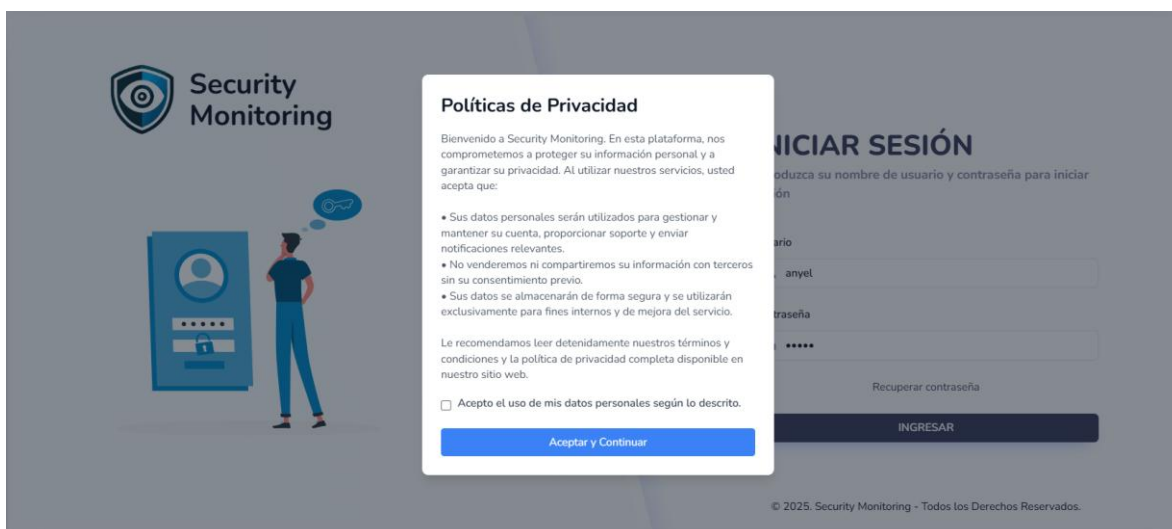 Security
Monitoring
Políticas de Privacidad
Bienvenido a Security Monitoring. En esta plataforma, nos
comprometemos a proteger su información personal y a
garantizar su privacidad. Al utilizar nuestros servicios, usted
acepta que:
• Sus datos personales serán utilizados para gestionar y
mantener su cuenta, proporcionar soporte y enviar
notificaciones relevantes.
• No venderemos ni compartiremos su información con terceros
sin su consentimiento previo.
• Sus datos se almacenarán de forma segura y se utilizarán
exclusivamente para fines internos y de mejora del servicio.
Le recomendamos leer detenidamente nuestros términos y
condiciones y la política de privacidad completa disponible en
nuestro sitio web.
Acepto el uso de mis datos personales según lo descrito.
Aceptar y Continuar
NICIAR SESIÓN
oduzca su nombre de usuario y contraseña para iniciar
ón
ario
anyel
traseña
•••••
Recuperar contraseña
INGRESAR
© 2025. Security Monitoring - Todos los Derechos Reservados.